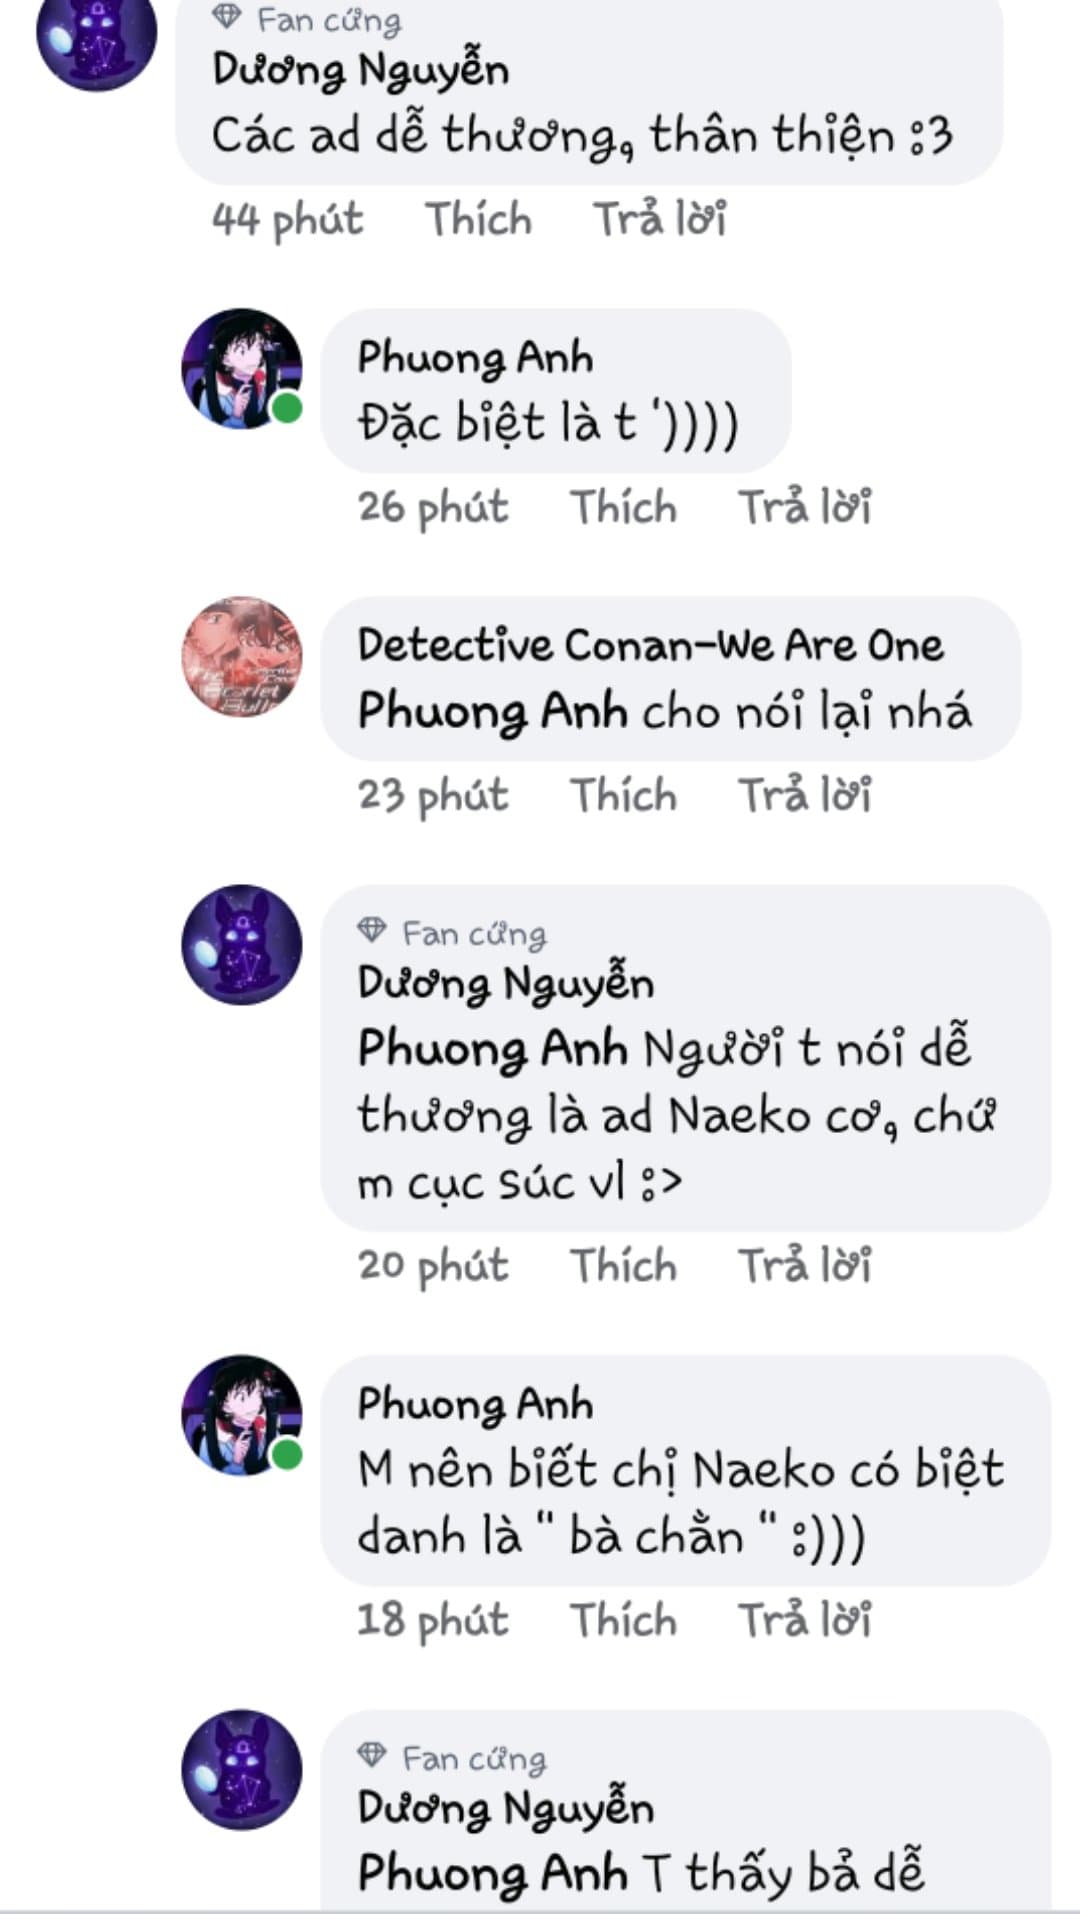 Fan cứng
Dương Nguyễn
Các ad dễ thương, thân thiện :3
44 phút Thích Trả lời
Phuong Anh
Đặc biệt là t '))))
26 phút Thích Trả lời
Detective Conan-We Are One
Phuong Anh cho nói lại nhá
23 phút Thích Trả lời
Fan cứng
Dương Nguyễn
Phuong Anh Người t nói dễ
thương là ad Naeko cơ, chứ
m cục súc vl :>
20 phút Thích Trả lời
Phuong Anh
M nên biết chị Naeko có biệt
danh là " bà chằn " :)))
18 phút Thích Trả lời
Fan cứng
Dương Nguyễn
Phuong Anh T thấy bả dễ